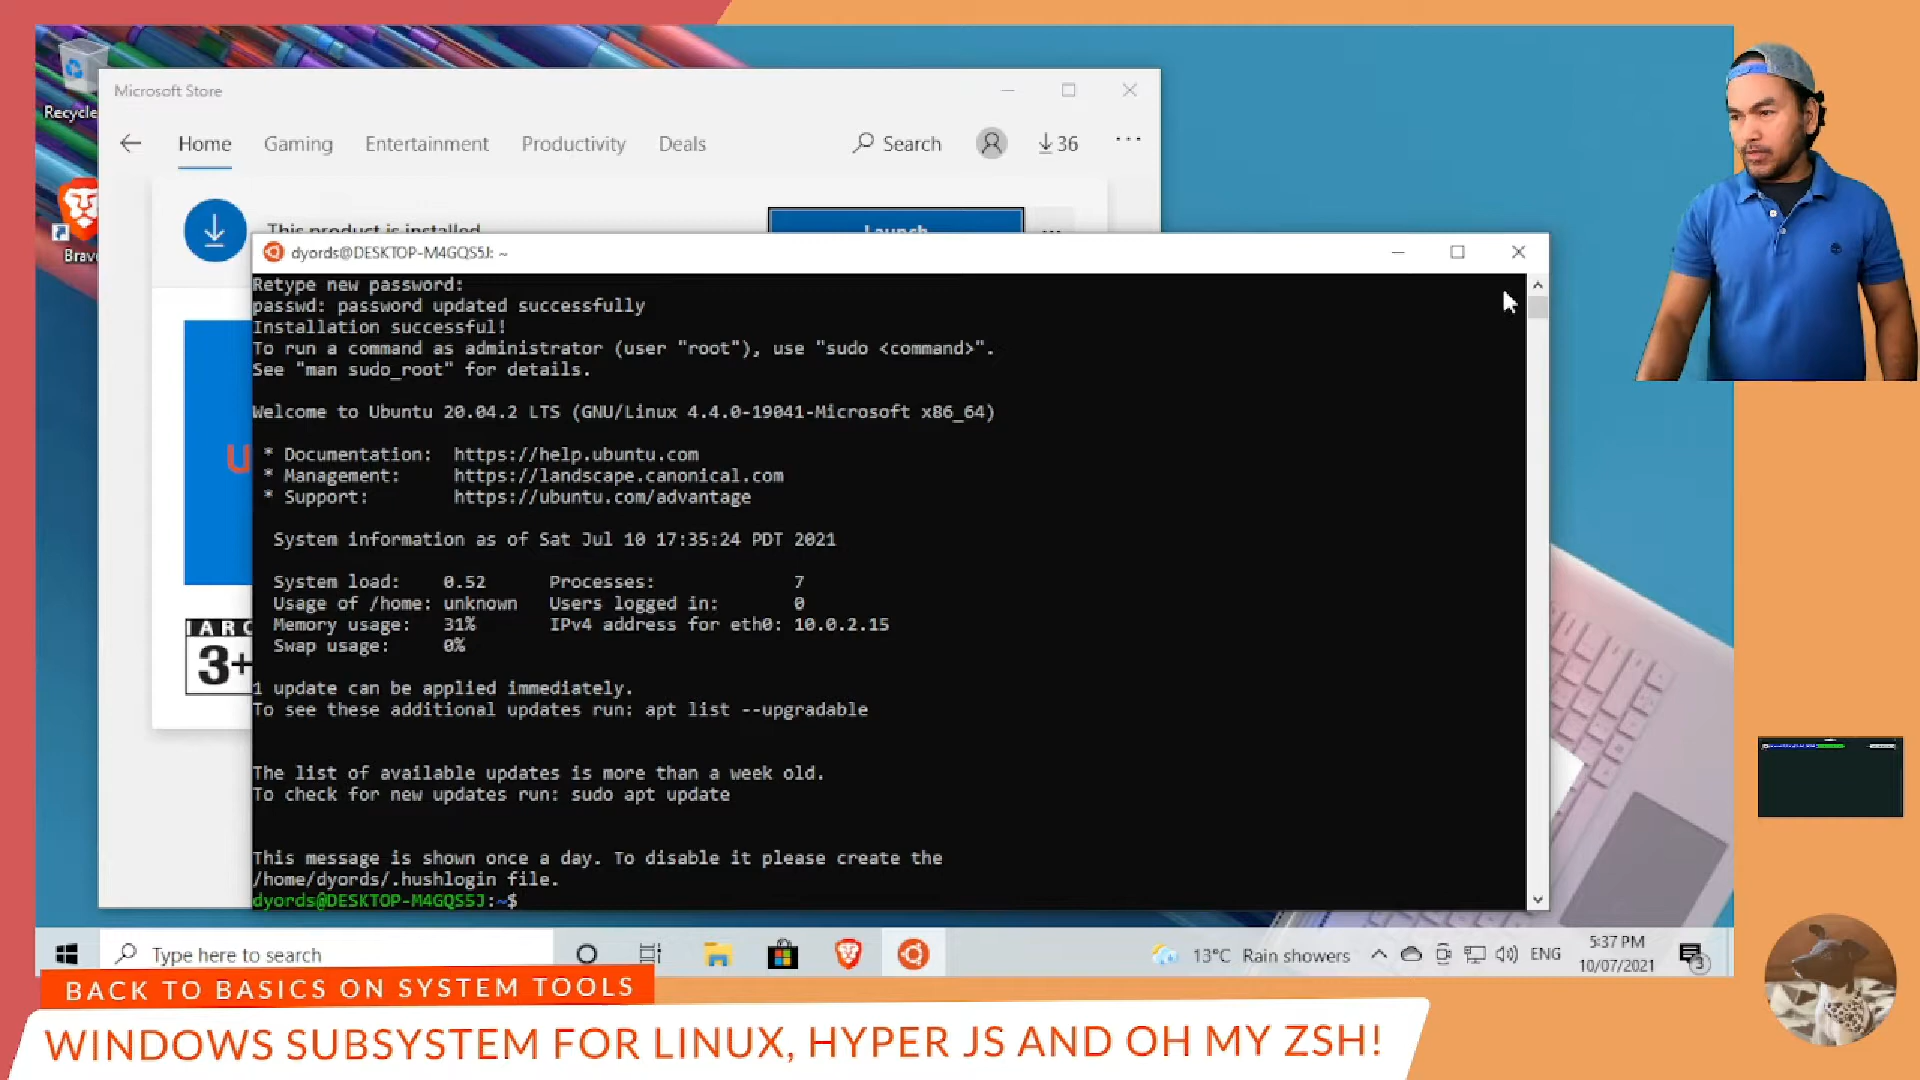 Recycle
Brave
Microsoft Store
Home Gaming Entertainment Productivity Deals Search 36
This product is installed Launch
dyords@DESKTOP-M4GQS5J: ~
Retype new password:
passwd: password updated successfully
Installation successful!
To run a command as administrator (user "root"), use "sudo <command>".
See "man sudo_root" for details.
Welcome to Ubuntu 20.04.2 LTS (GNU/Linux 4.4.0-19041-Microsoft x86_64)
* Documentation: https://help.ubuntu.com
* Management: https://landscape.canonical.com
* Support: https://ubuntu.com/advantage
System information as of Sat Jul 10 17:35:24 PDT 2021
System load: 0.52 Processes: 7
Usage of /home: unknown Users logged in: 0
Memory usage: 31% IPv4 address for eth0: 10.0.2.15
Swap usage: 0%
1 update can be applied immediately.
To see these additional updates run: apt list --upgradable
The list of available updates is more than a week old.
To check for new updates run: sudo apt update
This message is shown once a day. To disable it please create the
/home/dyords/.hushlogin file.
dyords@DESKTOP-M4GQS5J:~$
u
IARC
3+
Type here to search
13°C Rain showers ENG
5:37 PM
10/07/2021
3
BACK TO BASICS ON SYSTEM TOOLS
WINDOWS SUBSYSTEM FOR LINUX, HYPER JS AND OH MY ZSH!